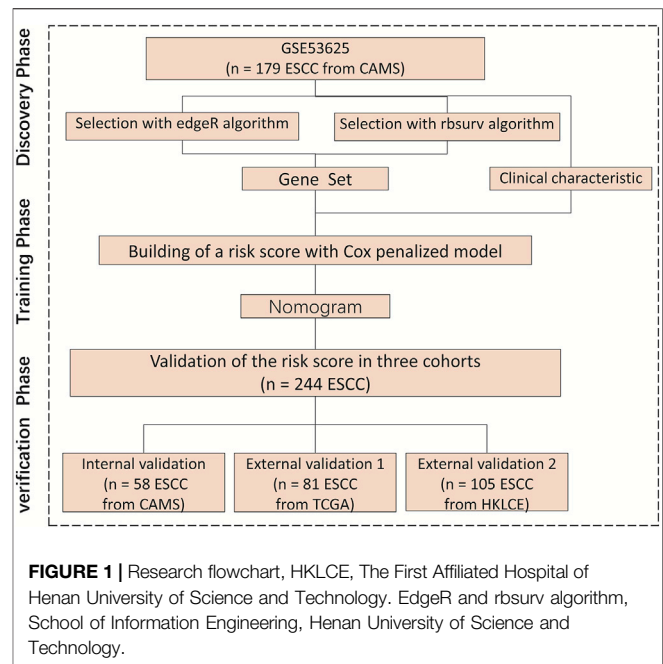 Discovery Phase
GSE53625
(n = 179 ESCC from CAMS)
Selection with edgeR algorithm
Selection with rbsurv algorithm
Gene Set
Clinical characteristic
Training Phase
Building of a risk score with Cox penalized model
Nomogram
verification Phase
Validation of the risk score in three cohorts
(n = 244 ESCC)
Internal validation
(n = 58 ESCC
from CAMS)
External validation 1
(n = 81 ESCC
from TCGA)
External validation 2
(n = 105 ESCC
from HKLCE)
FIGURE 1 | Research flowchart, HKLCE, The First Affiliated Hospital of
Henan University of Science and Technology. EdgeR and rbsurv algorithm,
School of Information Engineering, Henan University of Science and
Technology.